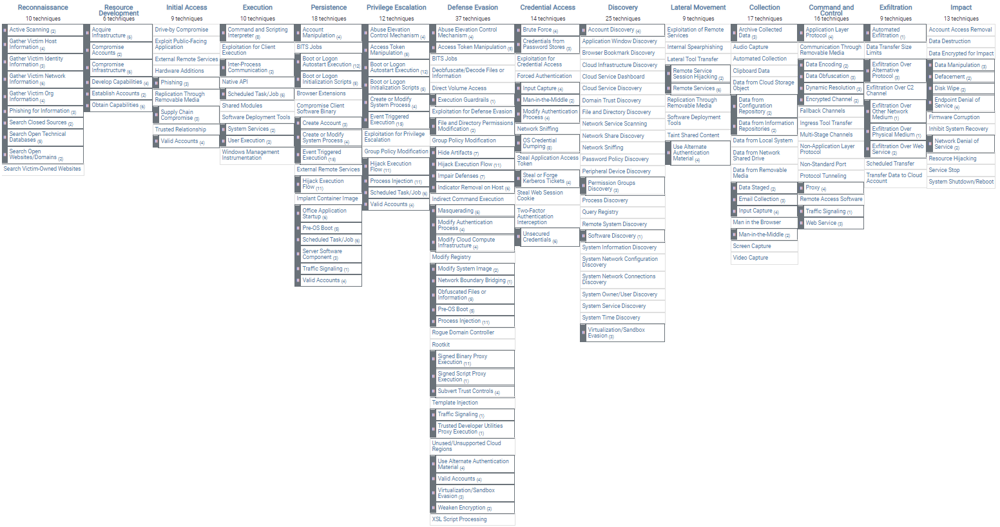 Reconnaissance
10 techniques
Active Scanning (2)
Gather Victim Host
Information (4)
Gather Victim Identity
Information (3)
Gather Victim Network
Information (6)
Gather Victim Org
Information (4)
Phishing for Information (3)
Search Closed Sources (2)
Search Open Technical
Databases (5)
Search Open
Websites/Domains (2)
Search Victim-Owned Websites
Resource
Development
6 techniques
Acquire
Infrastructure (6)
Compromise
Accounts (2)
Compromise
Infrastructure (6)
Develop Capabilities (4)
Establish Accounts (2)
Obtain Capabilities (6)
Initial Access
9 techniques
Drive-by Compromise
Exploit Public-Facing
Application
External Remote Services
Hardware Additions
Phishing (3)
Replication Through
Removable Media
Supply Chain
Compromise (3)
Trusted Relationship
Valid Accounts (4)
Execution
10 techniques
Command and Scripting
Interpreter (8)
Exploitation for Client
Execution
Inter-Process
Communication (2)
Native API
Scheduled Task/Job (6)
Shared Modules
Software Deployment Tools
System Services (2)
User Execution (2)
Windows Management
Instrumentation
Persistence
18 techniques
Account
Manipulation (4)
BITS Jobs
Boot or Logon
Autostart Execution (12)
Boot or Logon
Initialization Scripts (5)
Browser Extensions
Compromise Client
Software Binary
Create Account (3)
Create or Modify
System Process (4)
Event Triggered
Execution (15)
External Remote Services
Hijack Execution
Flow (11)
Implant Container Image
Office Application
Startup (6)
Pre-OS Boot (5)
Scheduled Task/Job (6)
Server Software
Component (3)
Traffic Signaling (1)
Valid Accounts (4)
Privilege Escalation
12 techniques
Abuse Elevation
Control Mechanism (4)
Access Token
Manipulation (5)
Boot or Logon
Autostart Execution (12)
Boot or Logon
Initialization Scripts (5)
Create or Modify
System Process (4)
Event Triggered
Execution (15)
Exploitation for Privilege
Escalation
Group Policy Modification
Hijack Execution
Flow (11)
Process Injection (11)
Scheduled Task/Job (6)
Valid Accounts (4)
Defense Evasion
37 techniques
Abuse Elevation Control
Mechanism (4)
Access Token Manipulation (5)
BITS Jobs
Deobfuscate/Decode Files or
Information
Direct Volume Access
Execution Guardrails (1)
Exploitation for Defense Evasion
File and Directory Permissions
Modification (2)
Group Policy Modification
Hide Artifacts (7)
Hijack Execution Flow (11)
Impair Defenses (7)
Indicator Removal on Host (6)
Indirect Command Execution
Masquerading (6)
Modify Authentication
Process (4)
Modify Cloud Compute
Infrastructure (4)
Modify Registry
Modify System Image (2)
Network Boundary Bridging (1)
Obfuscated Files or
Information (5)
Pre-OS Boot (5)
Process Injection (11)
Rogue Domain Controller
Rootkit
Signed Binary Proxy
Execution (11)
Signed Script Proxy
Execution (1)
Subvert Trust Controls (4)
Template Injection
Traffic Signaling (1)
Trusted Developer Utilities
Proxy Execution (1)
Unused/Unsupported Cloud
Regions
Use Alternate Authentication
Material (4)
Valid Accounts (4)
Virtualization/Sandbox
Evasion (3)
Weaken Encryption (2)
XSL Script Processing
Credential Access
14 techniques
Brute Force (4)
Credentials from
Password Stores (3)
Exploitation for
Credential Access
Forced Authentication
Input Capture (4)
Man-in-the-Middle (2)
Modify Authentication
Process (4)
Network Sniffing
OS Credential
Dumping (8)
Steal Application Access
Token
Steal or Forge
Kerberos Tickets (4)
Steal Web Session
Cookie
Two-Factor
Authentication
Interception
Unsecured
Credentials (6)
Discovery
25 techniques
Account Discovery (4)
Application Window Discovery
Browser Bookmark Discovery
Cloud Infrastructure Discovery
Cloud Service Dashboard
Cloud Service Discovery
Domain Trust Discovery
File and Directory Discovery
Network Service Scanning
Network Share Discovery
Network Sniffing
Password Policy Discovery
Peripheral Device Discovery
Permission Groups
Discovery (3)
Process Discovery
Query Registry
Remote System Discovery
Software Discovery (1)
System Information Discovery
System Network Configuration
Discovery
System Network Connections
Discovery
System Owner/User Discovery
System Service Discovery
System Time Discovery
Virtualization/Sandbox
Evasion (3)
Lateral Movement
9 techniques
Exploitation of Remote
Services
Internal Spearphishing
Lateral Tool Transfer
Remote Service
Session Hijacking (2)
Remote Services (6)
Replication Through
Removable Media
Software Deployment
Tools
Taint Shared Content
Use Alternate
Authentication
Material (4)
Collection
17 techniques
Archive Collected
Data (3)
Audio Capture
Automated Collection
Clipboard Data
Data from Cloud Storage
Object
Data from
Configuration
Repository (2)
Data from Information
Repositories (2)
Data from Local System
Data from Network
Shared Drive
Data from Removable
Media
Data Staged (2)
Email Collection (3)
Input Capture (4)
Man in the Browser
Man-in-the-Middle (2)
Screen Capture
Video Capture
Command and
Control
16 techniques
Application Layer
Protocol (4)
Communication Through
Removable Media
Data Encoding (2)
Data Obfuscation (3)
Dynamic Resolution (3)
Encrypted Channel (2)
Fallback Channels
Ingress Tool Transfer
Multi-Stage Channels
Non-Application Layer
Protocol
Non-Standard Port
Protocol Tunneling
Proxy (4)
Remote Access Software
Traffic Signaling (1)
Web Service (3)
Exfiltration
9 techniques
Automated
Exfiltration (1)
Data Transfer Size
Limits
Exfiltration Over
Alternative
Protocol (3)
Exfiltration Over C2
Channel
Exfiltration Over
Other Network
Medium (1)
Exfiltration Over
Physical Medium (1)
Exfiltration Over Web
Service (2)
Scheduled Transfer
Transfer Data to Cloud
Account
Impact
13 techniques
Account Access Removal
Data Destruction
Data Encrypted for Impact
Data Manipulation (3)
Defacement (2)
Disk Wipe (2)
Endpoint Denial of
Service (4)
Firmware Corruption
Inhibit System Recovery
Network Denial of
Service (2)
Resource Hijacking
Service Stop
System Shutdown/Reboot